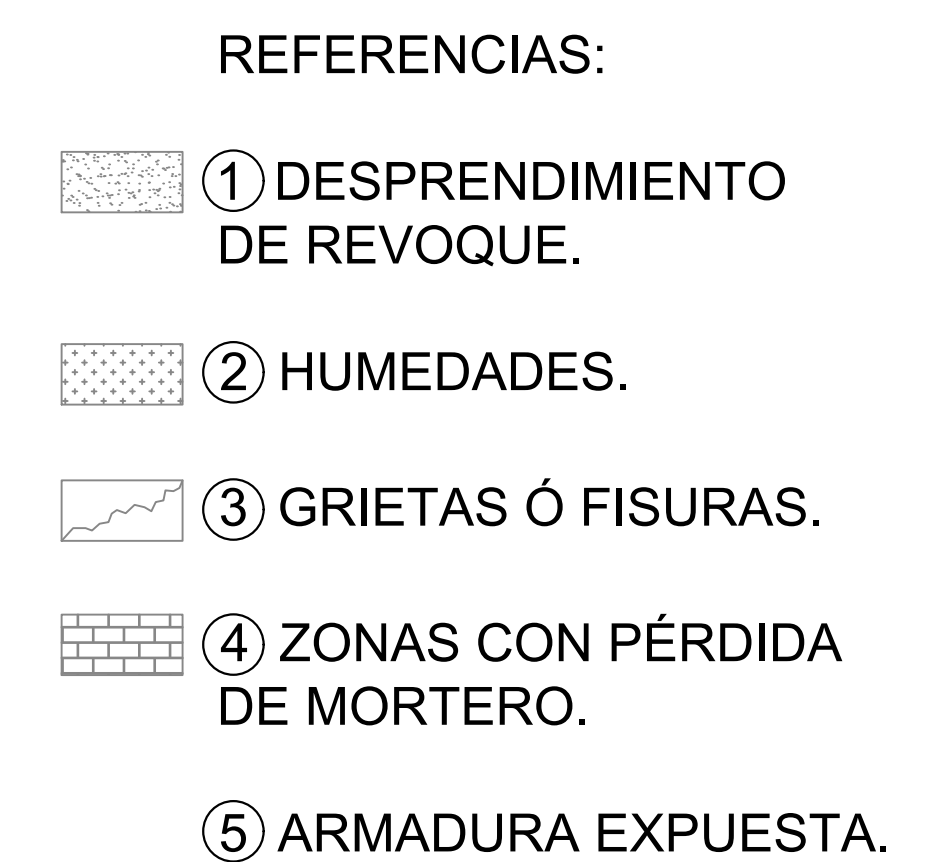 REFERENCIAS:
① DESPRENDIMIENTO
DE REVOQUE.
② HUMEDADES.
③ GRIETAS Ó FISURAS.
④ ZONAS CON PÉRDIDA
DE MORTERO.
⑤ ARMADURA EXPUESTA.